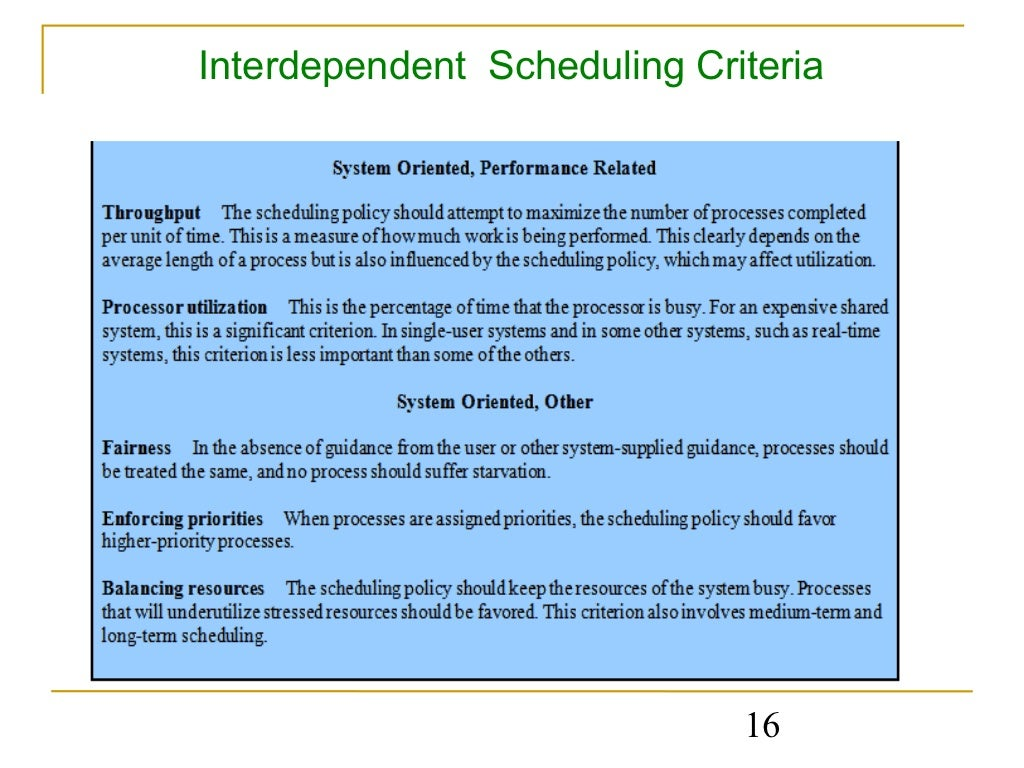 Interdependent Scheduling Criteria
System Oriented, Performance Related
Throughput The scheduling policy should attempt to maximize the number of processes completed
per unit of time. This is a measure of how much work is being performed. This clearly depends on the
average length of a process but is also influenced by the scheduling policy, which may affect utilization.
Processor utilization This is the percentage of time that the processor is busy. For an expensive shared
system, this is a significant criterion. In single-user systems and in some other systems, such as real-time
systems, this criterion is less important than some of the others.
System Oriented, Other
Fairness In the absence of guidance from the user or other system-supplied guidance, processes should
be treated the same, and no process should suffer starvation.
Enforcing priorities When processes are assigned priorities, the scheduling policy should favor
higher-priority processes.
Balancing resources The scheduling policy should keep the resources of the system busy. Processes
that will underutilize stressed resources should be favored. This criterion also involves medium-term and
long-term scheduling.
16